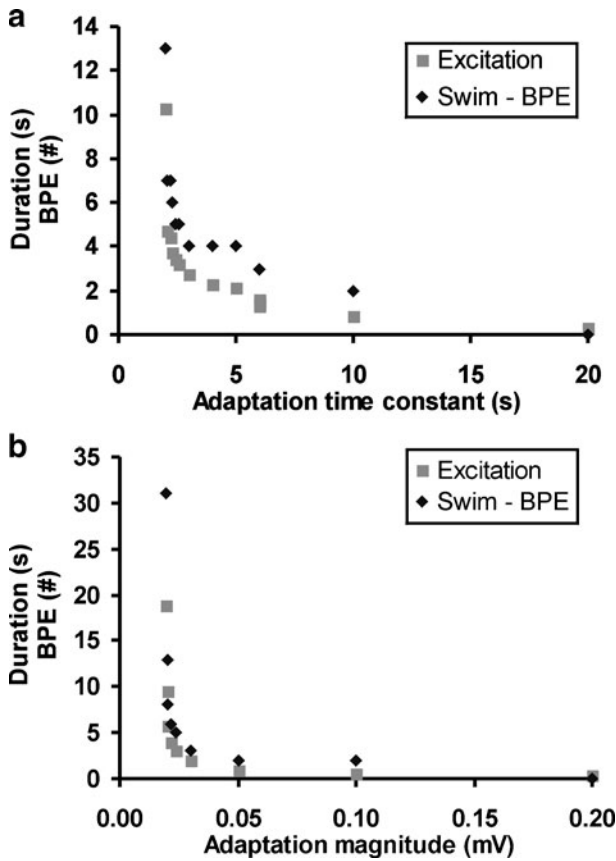 a
14
12
10
8
6
4
2
0
Duration (s)
BPE (#)
Excitation
Swim - BPE
0 5 10 15 20
Adaptation time constant (s)
b
35
30
25
20
15
10
5
0
Duration (s)
BPE (#)
Excitation
Swim - BPE
0.00 0.05 0.10 0.15 0.20
Adaptation magnitude (mV)